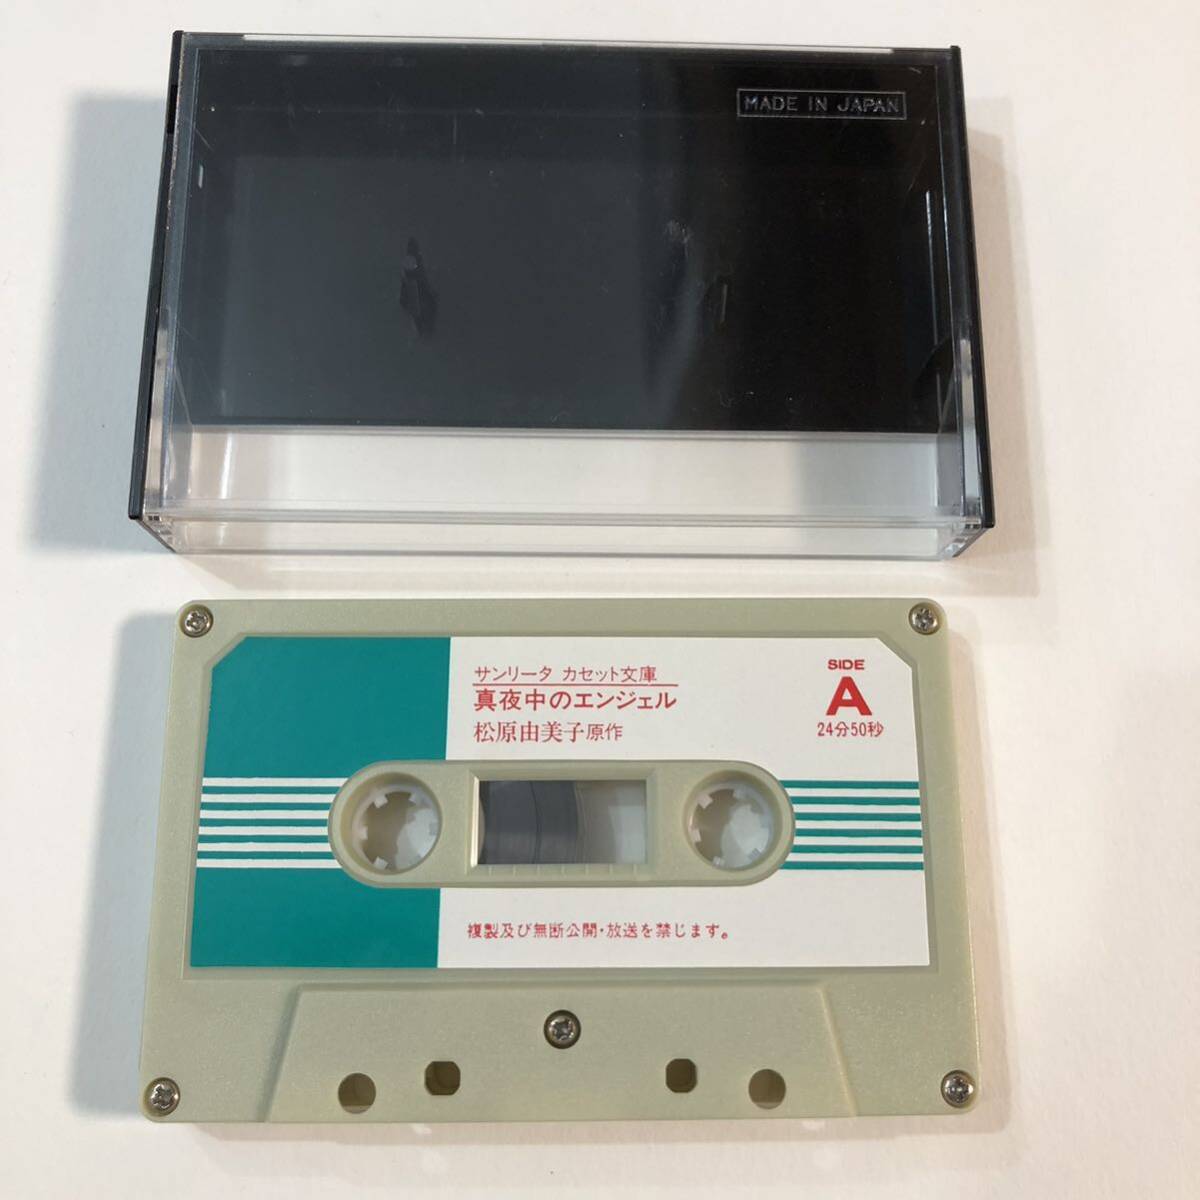 MADE IN JAPAN
サンリータ カセット文庫
真夜中のエンジェル
松原由美子原作
SIDE
A
24分50秒
複製及び無断公開・放送を禁じます。